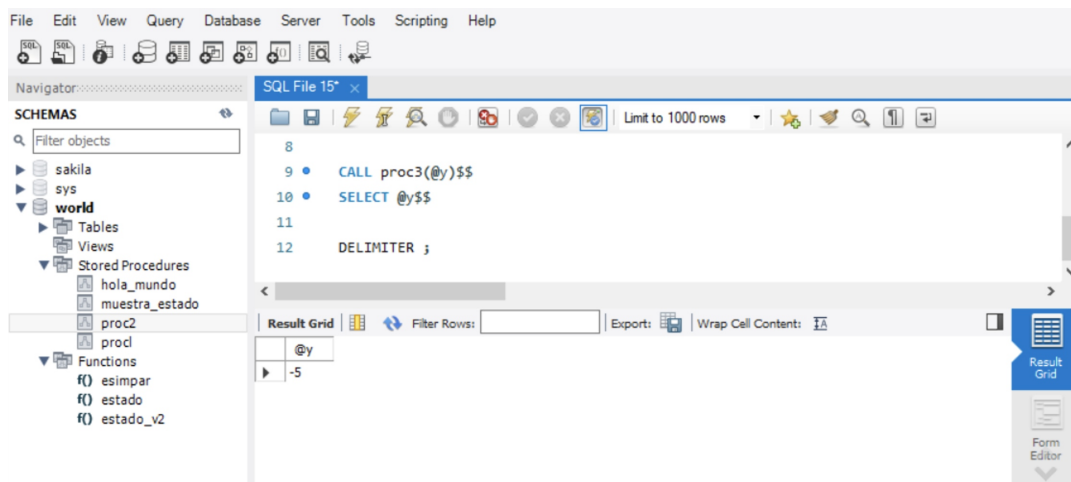 File Edit View Query Database Server Tools Scripting Help
Navigator
SCHEMAS
Filter objects
sakila
sys
world
Tables
Views
Stored Procedures
hola_mundo
muestra_estado
proc2
procl
Functions
f() esimpar
f() estado
f() estado_v2
SQL File 15*
Limit to 1000 rows
8
9 CALL proc3(@y)$$
10 SELECT @y$$
11
12 DELIMITER ;
Result Grid Filter Rows: Export: Wrap Cell Content:
@y
-5
Result
Grid
Form
Editor